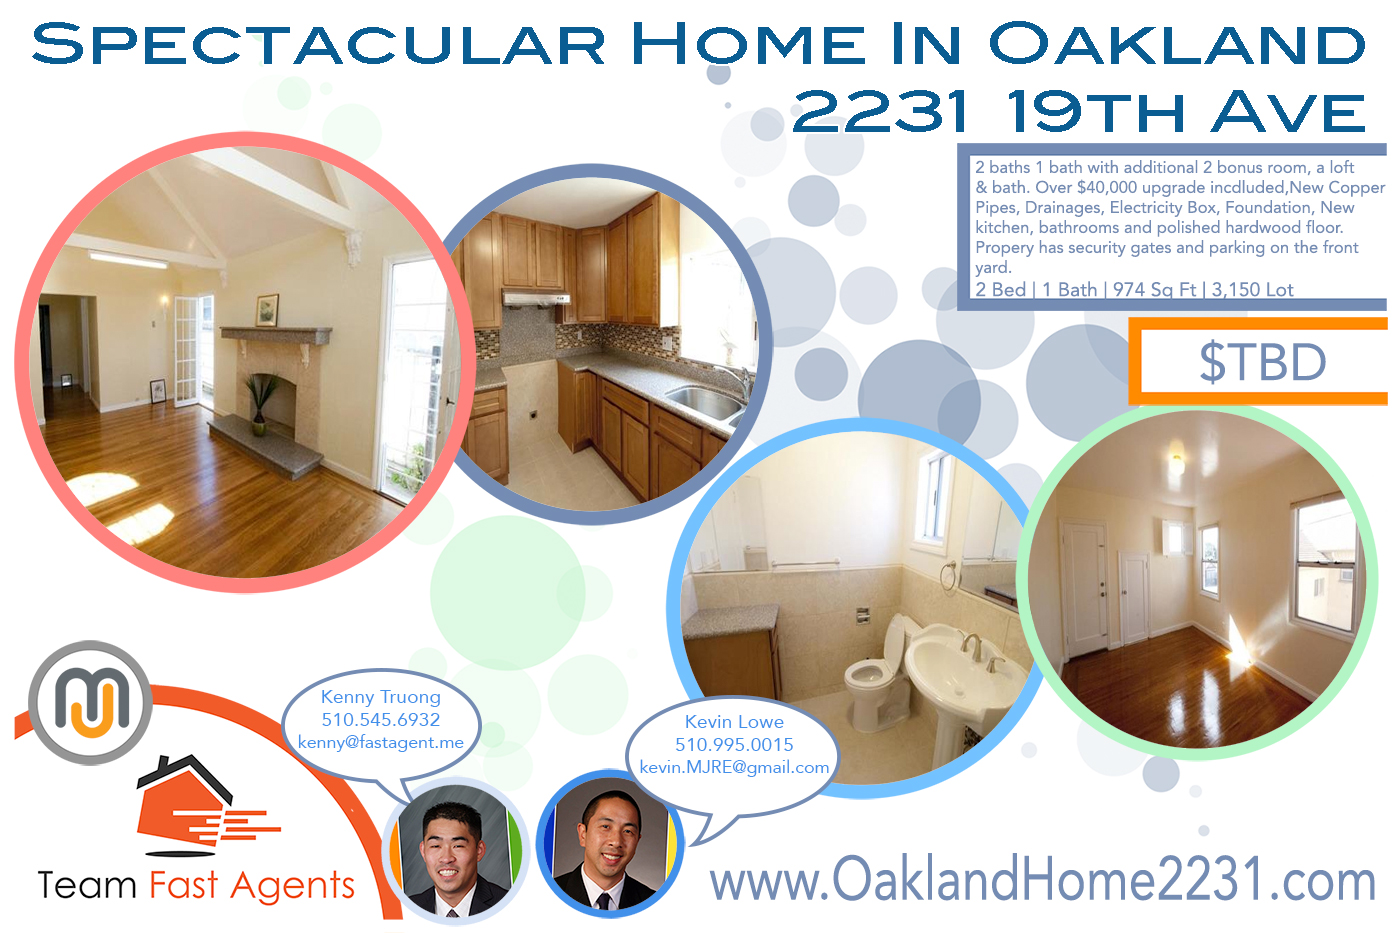 Spectacular Home In Oakland
2231 19th Ave
2 baths 1 bath with additional 2 bonus room, a loft
& bath. Over $40,000 upgrade incdluded,New Copper
Pipes, Drainages, Electricity Box, Foundation, New
kitchen, bathrooms and polished hardwood floor.
Propery has security gates and parking on the front
yard.
2 Bed | 1 Bath | 974 Sq Ft | 3,150 Lot
$TBD
Kenny Truong
510.545.6932
kenny@fastagent.me
Kevin Lowe
510.995.0015
kevin.MJRE@gmail.com
Team Fast Agents
www.OaklandHome2231.com